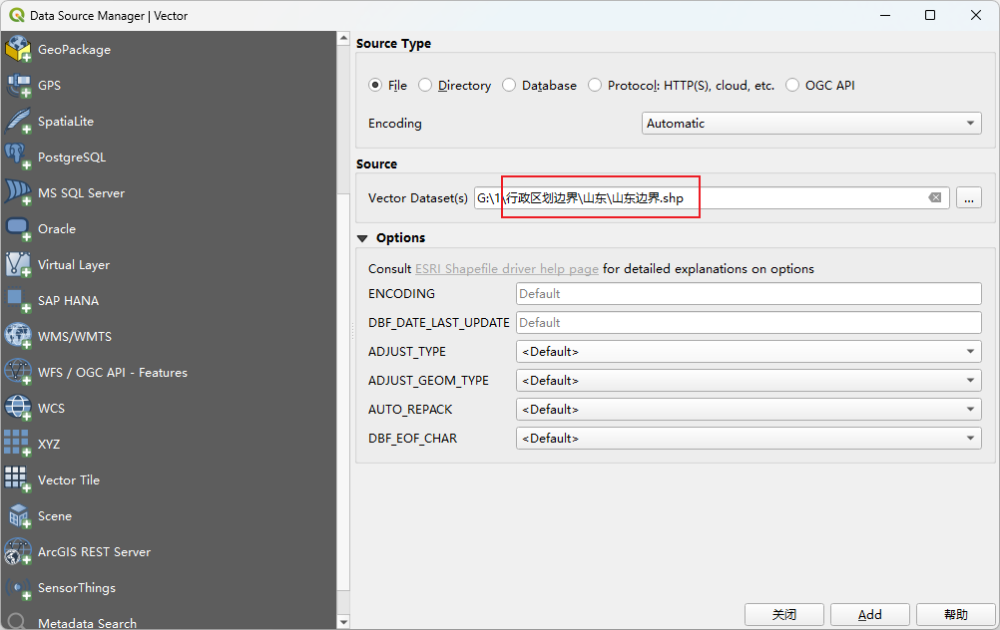 Data Source Manager | Vector
GeoPackage
GPS
SpatiaLite
PostgreSQL
MS SQL Server
Oracle
Virtual Layer
SAP HANA
WMS/WMTS
WFS / OGC API - Features
WCS
XYZ
Vector Tile
Scene
ArcGIS REST Server
SensorThings
Metadata Search
Source Type
File Directory Database Protocol: HTTP(S), cloud, etc. OGC API
Encoding Automatic
Source
Vector Dataset(s) G:\1\行政区划边界\山东\山东边界.shp ...
Options
Consult ESRI Shapefile driver help page for detailed explanations on options
ENCODING Default
DBF_DATE_LAST_UPDATE Default
ADJUST_TYPE <Default>
ADJUST_GEOM_TYPE <Default>
AUTO_REPACK <Default>
DBF_EOF_CHAR <Default>
关闭 Add 帮助